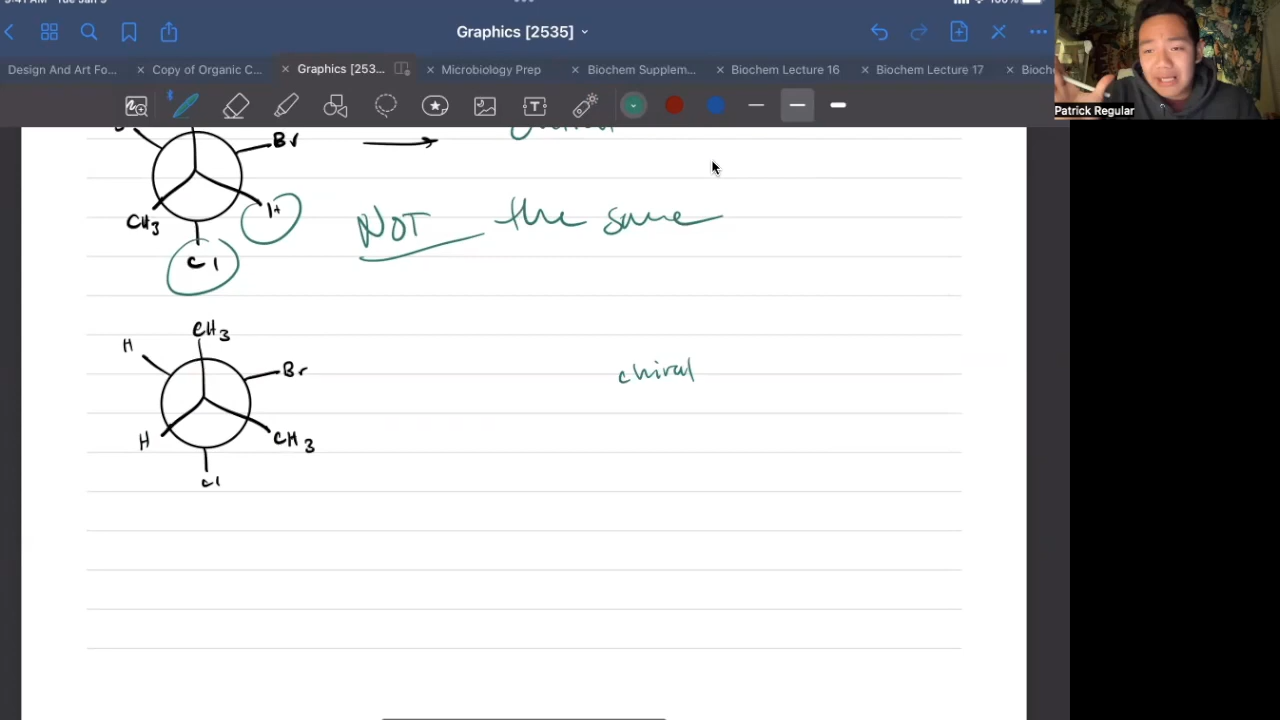 Graphics [2535]
Design And Art Fo...
Copy of Organic C...
Graphics [253...
Microbiology Prep
Biochem Supplem...
Biochem Lecture 16
Biochem Lecture 17
Patrick Regular
Br
H
CH3
Cl
NOT the same
CH3
H
Br
chiral
H
CH3
Cl